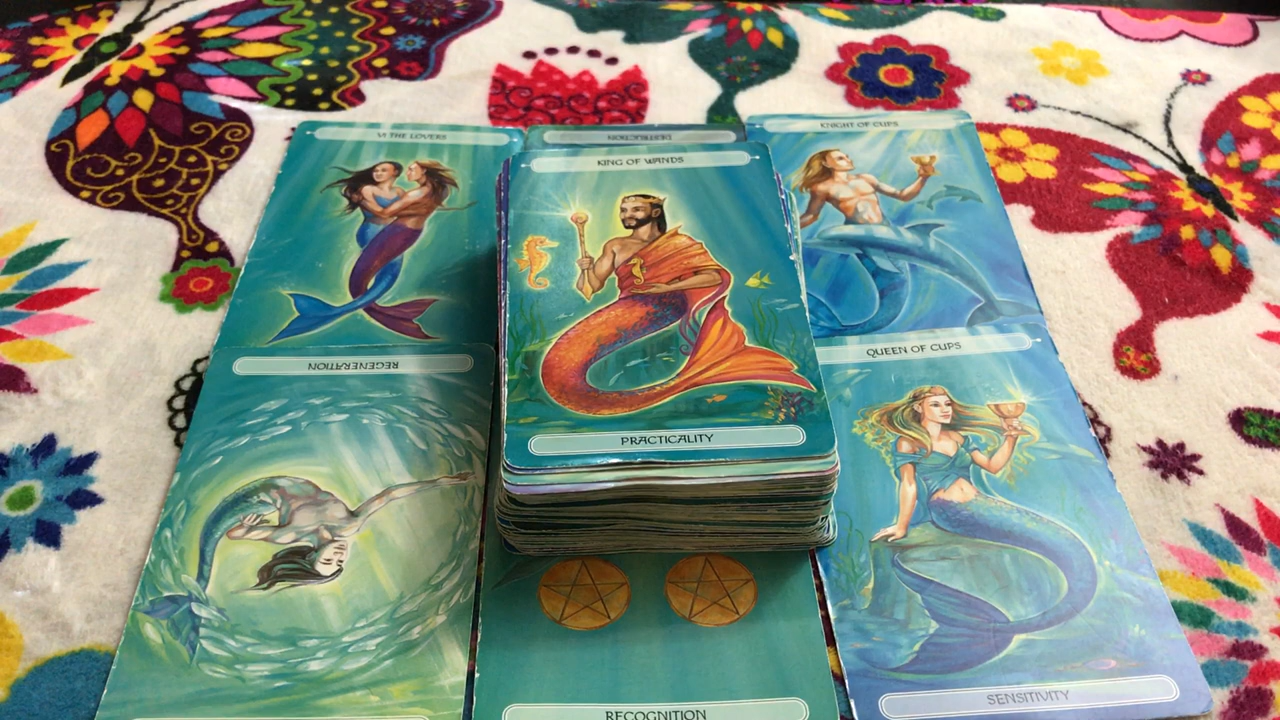 VI THE LOVERS
DESTRUCTION
KNIGHT OF CUPS
KING OF WANDS
PRACTICALITY
REGENERATION
QUEEN OF CUPS
SENSITIVITY
RECOGNITION